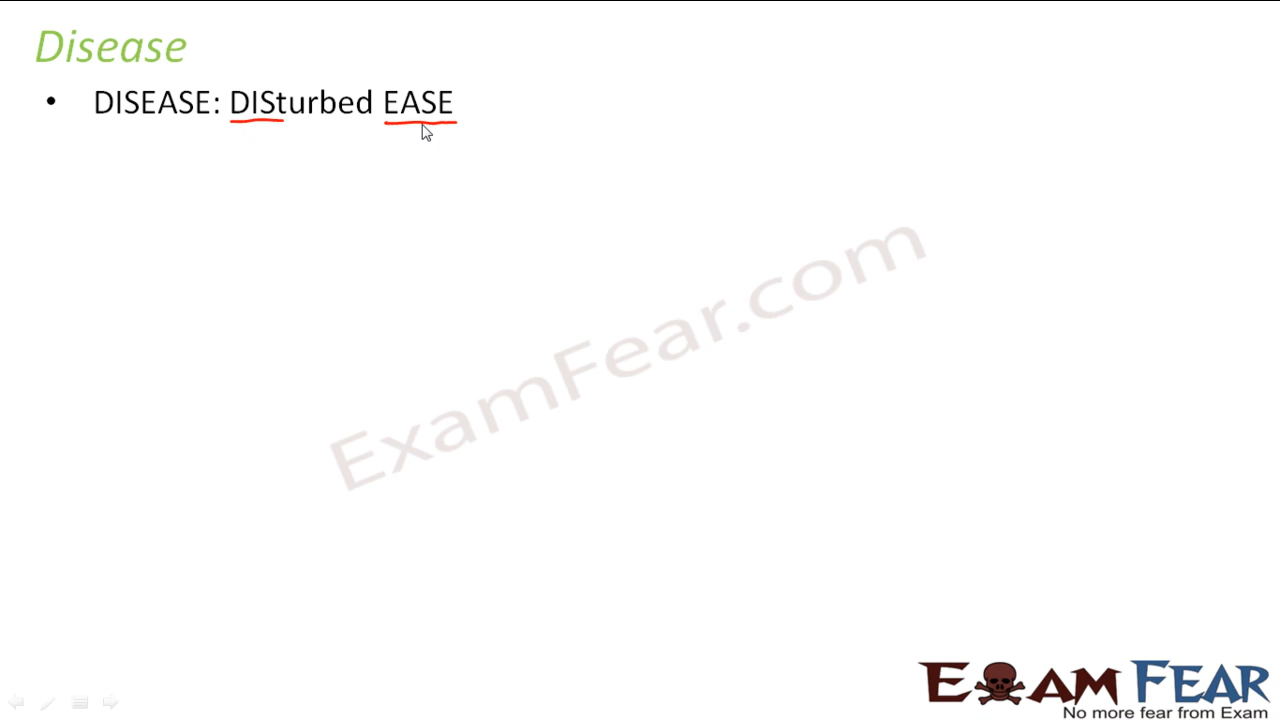 Disease
• DISEASE: DISturbed EASE
ExamFear.com
EXAM FEAR
No more fear from Exam